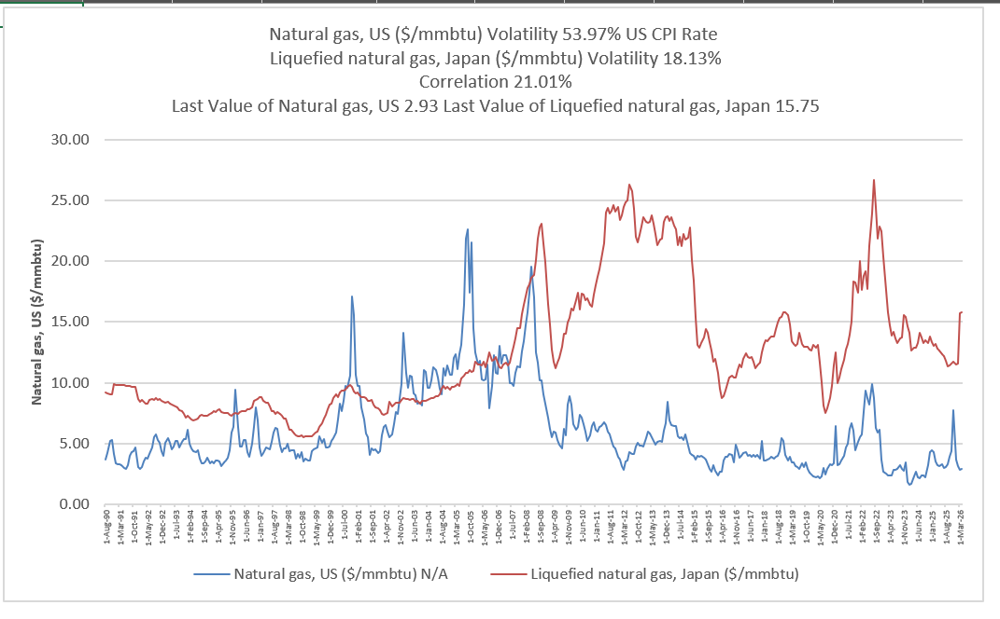 Natural gas, US ($/mmbtu) Volatility 53.97% US CPI Rate
Liquefied natural gas, Japan ($/mmbtu) Volatility 18.13%
Correlation 21.01%
Last Value of Natural gas, US 2.93 Last Value of Liquefied natural gas, Japan 15.75
Natural gas, US ($/mmbtu)
30.00
25.00
20.00
15.00
10.00
5.00
0.00
1-Aug-90
1-Mar-91
1-Oct-91
1-May-92
1-Dec-92
1-Jul-93
1-Feb-94
1-Sep-94
1-Apr-95
1-Nov-95
1-Jun-96
1-Jan-97
1-Aug-97
1-Mar-98
1-Oct-98
1-May-99
1-Dec-99
1-Jul-00
1-Feb-01
1-Sep-01
1-Apr-02
1-Nov-02
1-Jun-03
1-Jan-04
1-Aug-04
1-Mar-05
1-Oct-05
1-May-06
1-Dec-06
1-Jul-07
1-Feb-08
1-Sep-08
1-Apr-09
1-Nov-09
1-Jun-10
1-Jan-11
1-Aug-11
1-Mar-12
1-Oct-12
1-May-13
1-Dec-13
1-Jul-14
1-Feb-15
1-Sep-15
1-Apr-16
1-Nov-16
1-Jun-17
1-Jan-18
1-Aug-18
1-Mar-19
1-Oct-19
1-May-20
1-Dec-20
1-Jul-21
1-Feb-22
1-Sep-22
1-Apr-23
1-Nov-23
1-Jun-24
1-Jan-25
1-Aug-25
1-Mar-26
Natural gas, US ($/mmbtu) N/A
Liquefied natural gas, Japan ($/mmbtu)